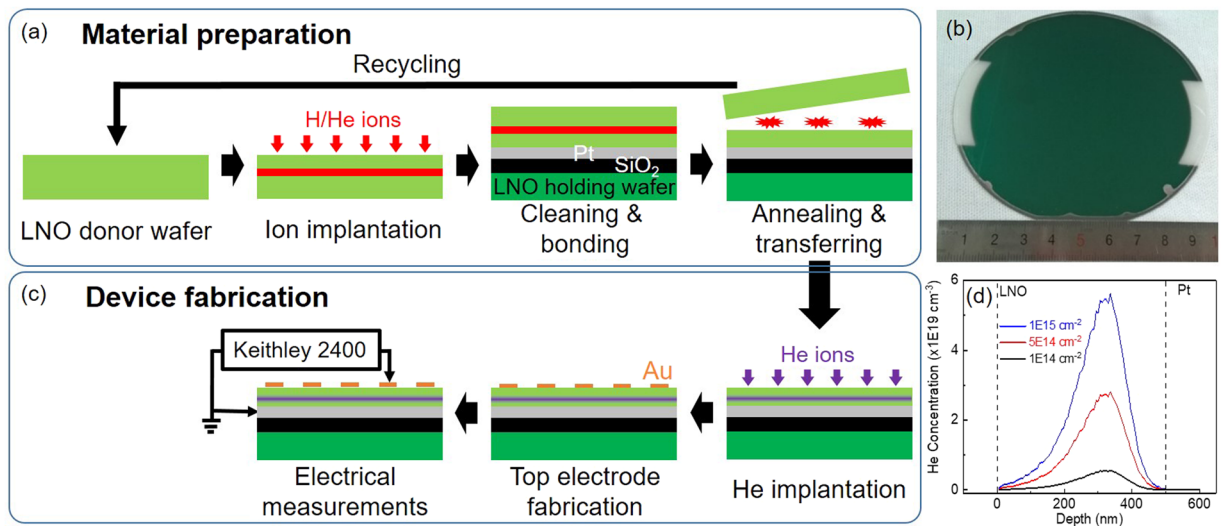 (a)
Material preparation
Recycling
H/He ions
Pt
SiO2
LNO holding wafer
LNO donor wafer
Ion implantation
Cleaning &
bonding
Annealing &
transferring
(b)
1 2 3 4 5 6 7 8 9 1
(c)
Device fabrication
Keithley 2400
Au
He ions
Electrical
measurements
Top electrode
fabrication
He implantation
(d)
LNO
Pt
1E15 cm-2
5E14 cm-2
1E14 cm-2
He Concentration (x1E19 cm-3)
6
4
2
0
0 200 400 600
Depth (nm)